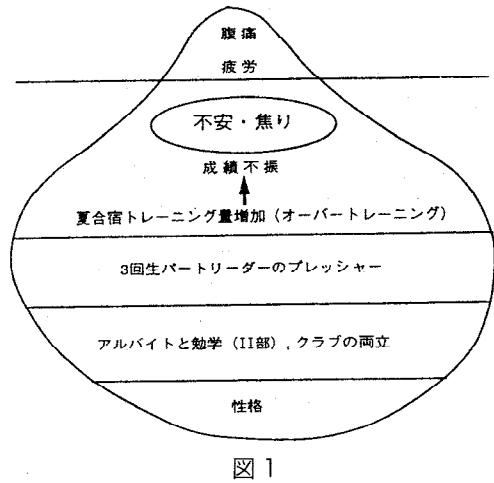 腹痛
疲労
不安・焦り
成績不振
夏合宿トレーニング量増加(オーバートレーニング)
3回生パートリーダーのプレッシャー
アルバイトと勉学(II部),クラブの両立
性格
図1